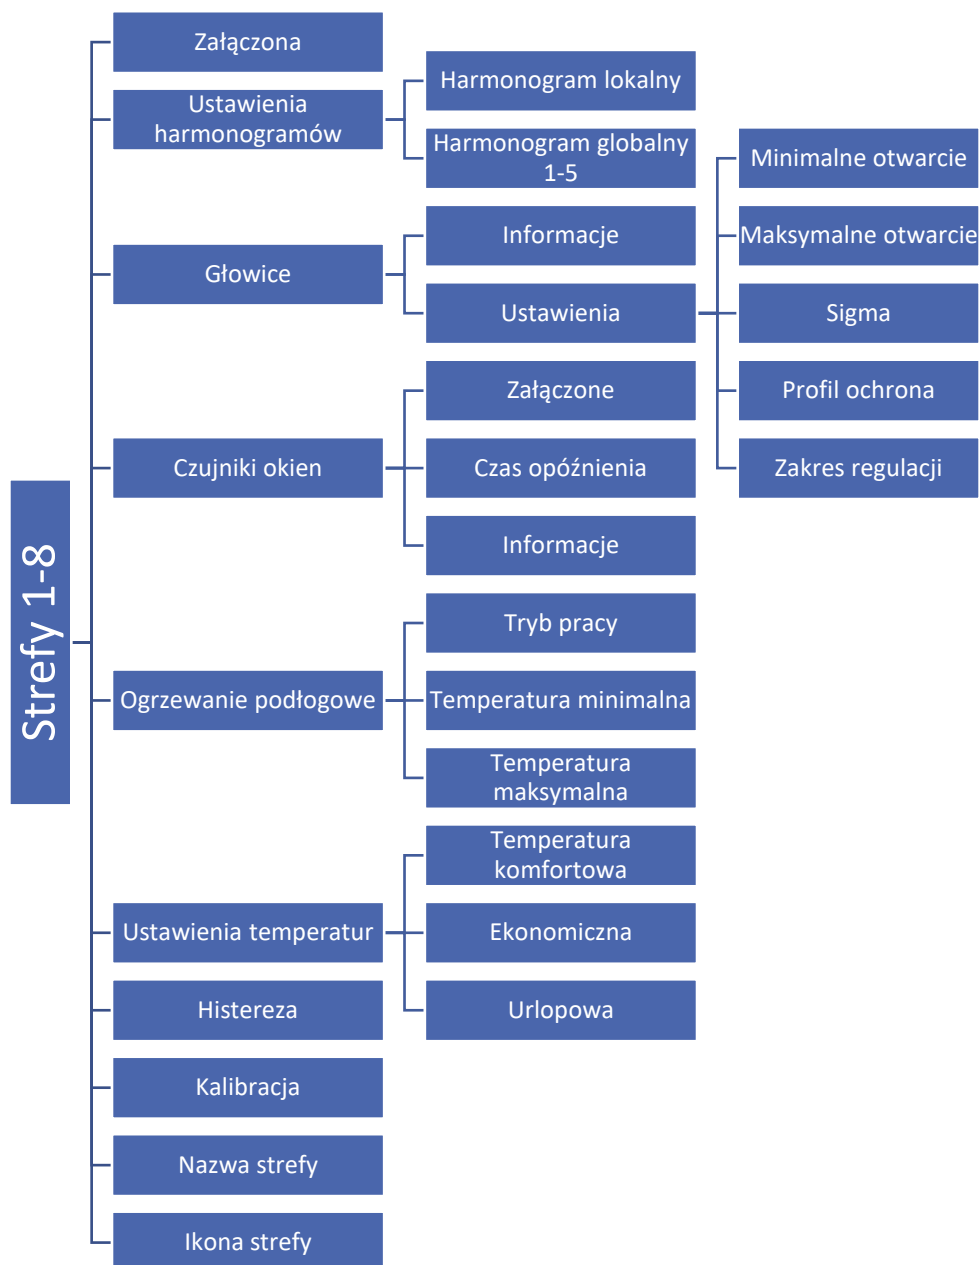 Strefy 1-8
Załączona
Ustawienia
harmonogramów
Harmonogram lokalny
Harmonogram globalny
1-5
Głowice
Informacje
Ustawienia
Minimalne otwarcie
Maksymalne otwarcie
Sigma
Profil ochrona
Zakres regulacji
Czujniki okien
Załączone
Czas opóźnienia
Informacje
Ogrzewanie podłogowe
Tryb pracy
Temperatura minimalna
Temperatura
maksymalna
Ustawienia temperatur
Temperatura
komfortowa
Ekonomiczna
Urlopowa
Histereza
Kalibracja
Nazwa strefy
Ikona strefy